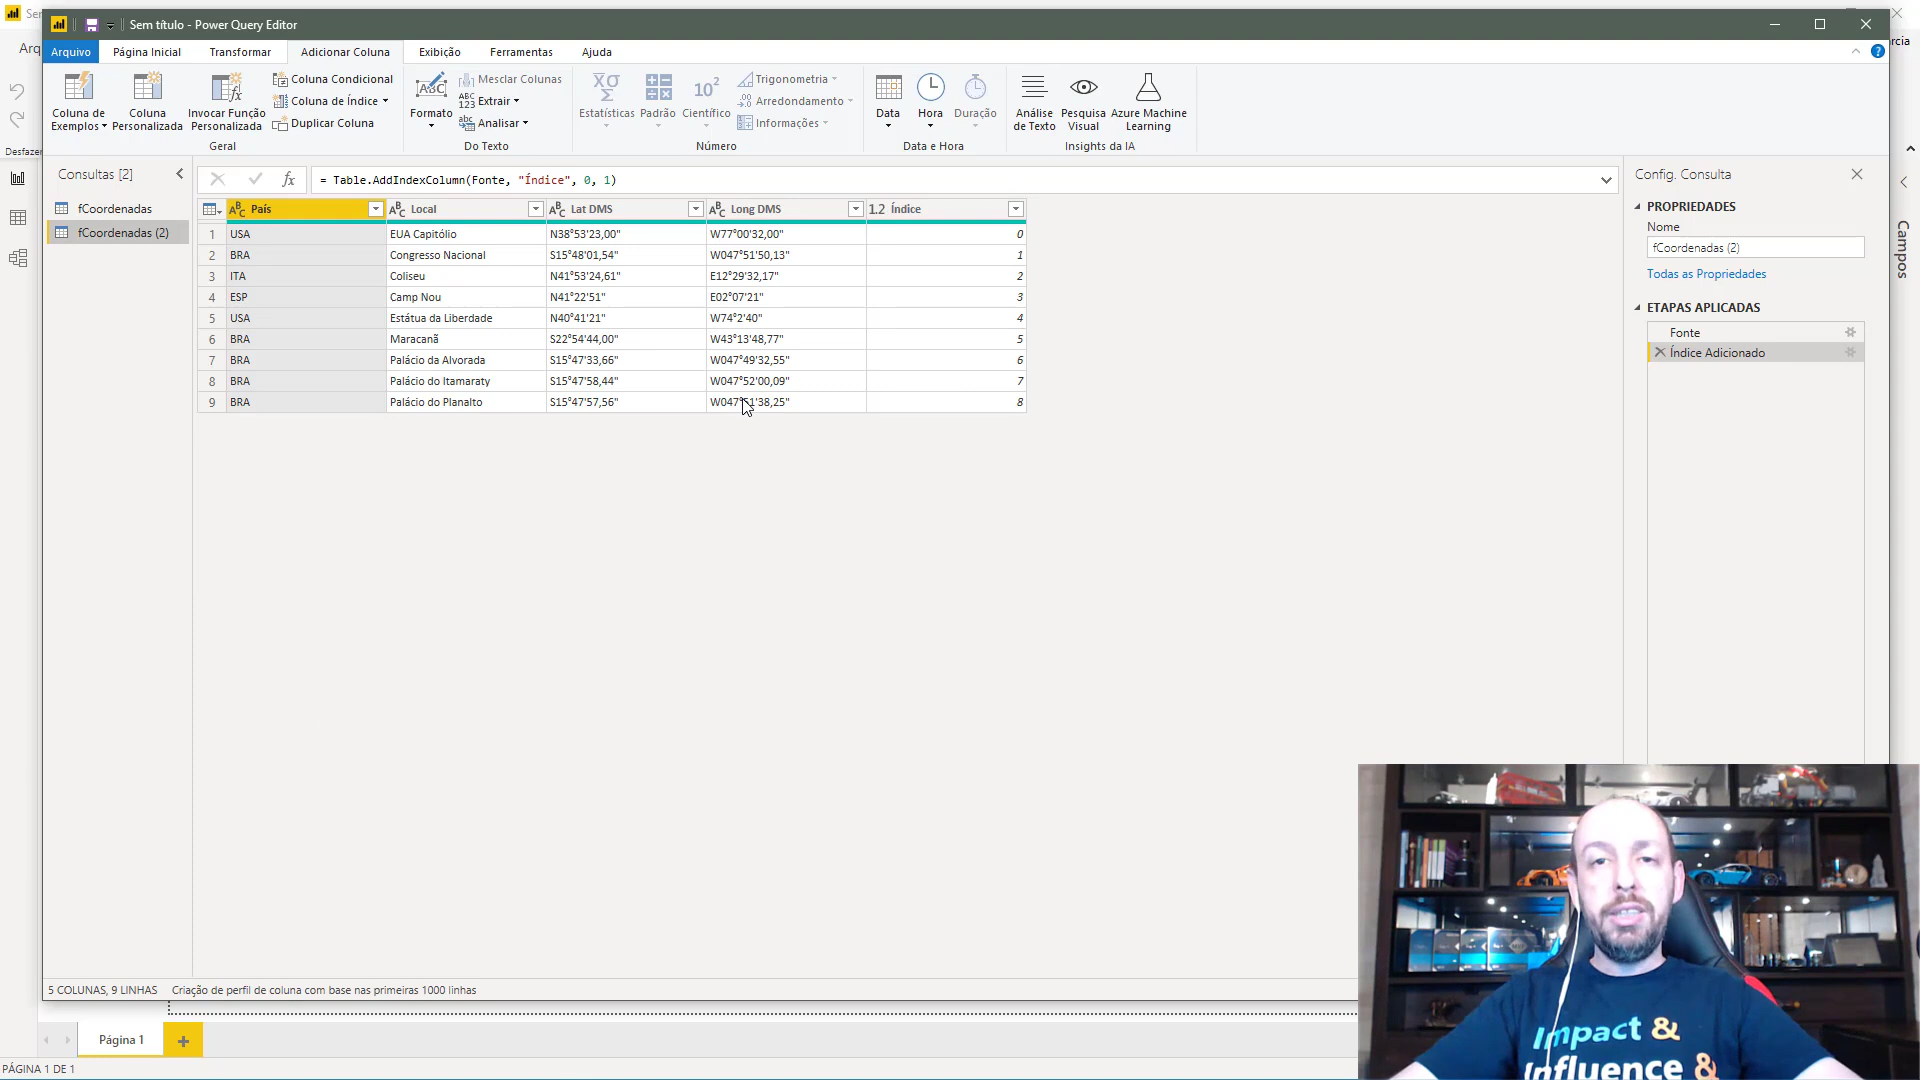 Sem título - Power Query Editor
Arquivo
Página Inicial
Transformar
Adicionar Coluna
Exibição
Ferramentas
Ajuda
Coluna de Exemplos
Coluna Personalizada
Invocar Função Personalizada
Coluna Condicional
Coluna de Índice
Duplicar Coluna
Geral
Formato
Mesclar Colunas
Extrair
Analisar
Do Texto
Estatísticas
Padrão
Científico
Trigonometria
Arredondamento
Informações
Número
Data
Hora
Duração
Data e Hora
Análise de Texto
Pesquisa Visual
Azure Machine Learning
Insights da IA
Desfazer
Consultas [2]
fCoordenadas
fCoordenadas (2)
= Table.AddIndexColumn(Fonte, "Índice", 0, 1)
País Local Lat DMS Long DMS 1.2 Índice
1 USA EUA Capitólio N38°53'23,00" W77°00'32,00" 0
2 BRA Congresso Nacional S15°48'01,54" W047°51'50,13" 1
3 ITA Coliseu N41°53'24,61" E12°29'32,17" 2
4 ESP Camp Nou N41°22'51" E02°07'21" 3
5 USA Estátua da Liberdade N40°41'21" W74°2'40" 4
6 BRA Maracanã S22°54'44,00" W43°13'48,77" 5
7 BRA Palácio da Alvorada S15°47'33,66" W047°49'32,55" 6
8 BRA Palácio do Itamaraty S15°47'58,44" W047°52'00,09" 7
9 BRA Palácio do Planalto S15°47'57,56" W047°51'38,25" 8
Config. Consulta
PROPRIEDADES
Nome
fCoordenadas (2)
Todas as Propriedades
ETAPAS APLICADAS
Fonte
Índice Adicionado
Campos
5 COLUNAS, 9 LINHAS
Criação de perfil de coluna com base nas primeiras 1000 linhas
Página 1
PÁGINA 1 DE 1
Impact &
Influence &